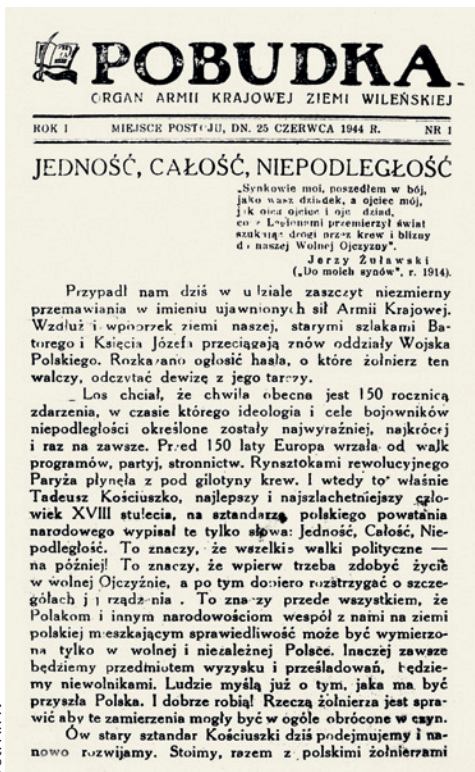 POBUDKA
ORGAN ARMII KRAJOWEJ ZIEMI WILEŃSKIEJ
ROK I MIEJSCE POSTOJU, DN. 25 CZERWCA 1944 R. NR 1
JEDNOŚĆ, CAŁOŚĆ, NIEPODLEGŁOŚĆ
„Synkowie moi, poszedłem w bój,
jako wasz dziadek, a ojciec mój,
jak ojca ojciec i ojca dziad,
co z Legionami przemierzył świat
szukając drogi przez krew i blizny
do naszej Wolnej Ojczyzny".
Jerzy Żuławski
(„Do moich synów", r. 1914).
Przypadł nam dziś w udziale zaszczyt niezmierny
przemawiania w imieniu ujawnionych sił Armii Krajowej.
Wzdłuż i wpoprzek ziemi naszej, starymi szlakami Ba-
torego i Księcia Józefa przeciągają znów oddziały Wojska
Polskiego. Rozkazano ogłosić hasła, o które żołnierz ten
walczy, odczytać dewizę z jego tarczy.
Los chciał, że chwila obecna jest 150 rocznicą
zdarzenia, w czasie którego ideologia i cele bojowników
niepodległości określone zostały najwyraźniej, najkrócej
i raz na zawsze. Przed 150 laty Europa wrzała od walk
programów, partyj, stronnictw. Rynsztokami rewolucyjnego
Paryża płynęła z pod gilotyny krew. I wtedy to właśnie
Tadeusz Kościuszko, najlepszy i najszlachetniejszy czło-
wiek XVIII stulecia, na sztandarze polskiego powstania
narodowego wypisał te tylko słowa: Jedność, Całość, Nie-
podległość. To znaczy, że wszelkie walki polityczne —
na później! To znaczy, że wpierw trzeba zdobyć życie
w wolnej Ojczyźnie, a po tym dopiero rozstrzygać o szcze-
gółach jej rządzenia. To znaczy przede wszystkiem, że
Polakom i innym narodowościom wespół z nami na ziemi
polskiej mieszkającym sprawiedliwość może być wymierzo-
na tylko w wolnej i niezależnej Polsce. Inaczej zawsze
będziemy przedmiotem wyzysku i prześladowań, będzie-
my niewolnikami. Ludzie myślą już o tym, jaka ma być
przyszła Polska. I dobrze robią! Rzeczą żołnierza jest spra-
wić aby te zamierzenia mogły być w ogóle obrócone w czyn.
Ów stary sztandar Kościuszki dziś podejmujemy i na-
nowo rozwijamy. Stoimy, razem z polskimi żołnierzami